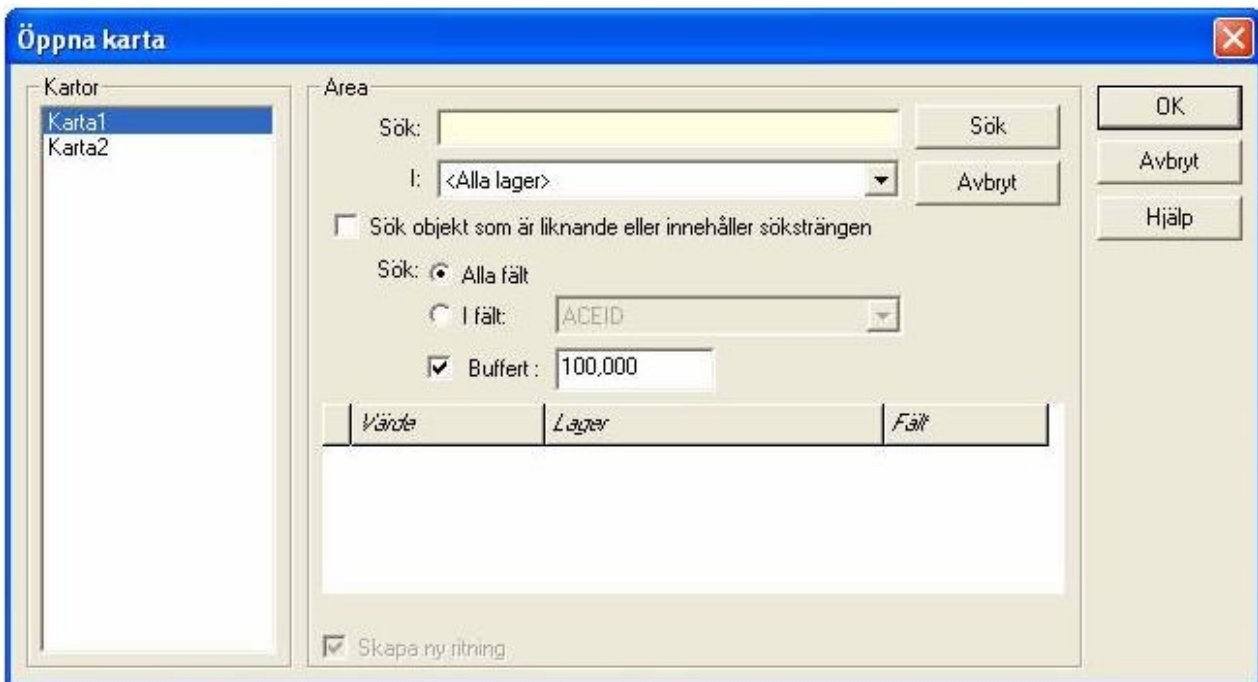 Öppna karta
Kartor
Karta1
Karta2
Area
Sök:
Sök
I: <Alla lager>
Avbryt
Sök objekt som är liknande eller innehåller söksträngen
Sök: Alla fält
I fält: ACEID
Buffert : 100,000
Värde Lager Fält
Skapa ny ritning
OK
Avbryt
Hjälp